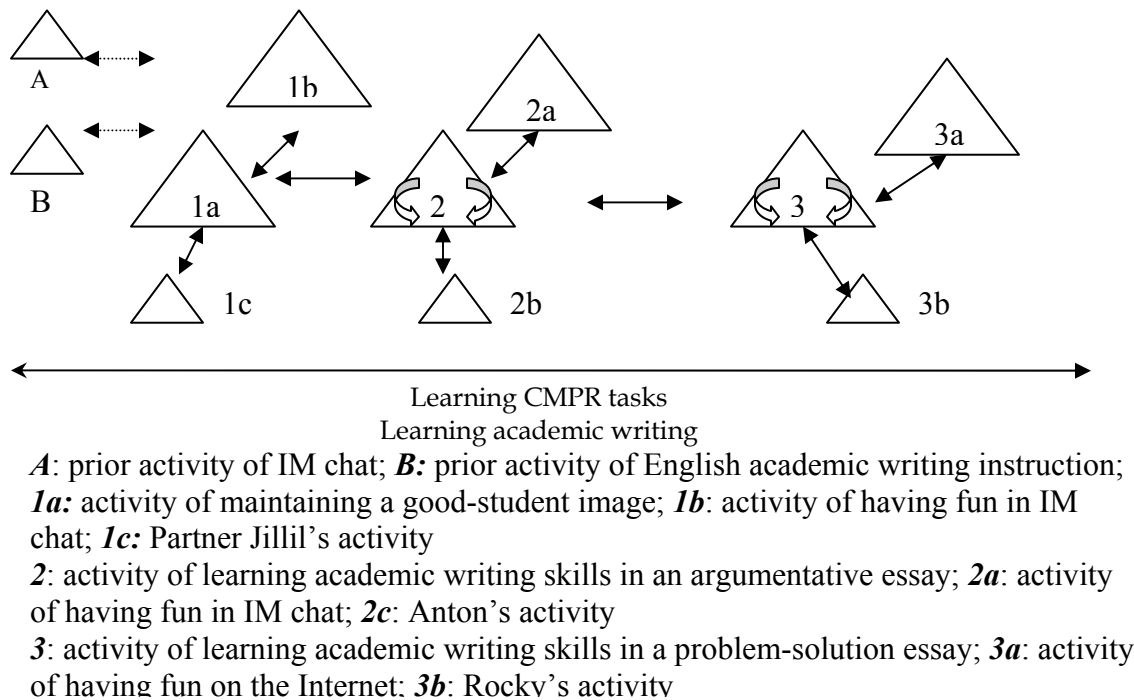 A
1b
2a
3a
B
1a
2
3
1c
2b
3b
Learning CMPR tasks
Learning academic writing
A: prior activity of IM chat; B: prior activity of English academic writing instruction;
1a: activity of maintaining a good-student image; 1b: activity of having fun in IM
chat; 1c: Partner Jillil’s activity
2: activity of learning academic writing skills in an argumentative essay; 2a: activity
of having fun in IM chat; 2c: Anton’s activity
3: activity of learning academic writing skills in a problem-solution essay; 3a: activity
of having fun on the Internet; 3b: Rocky’s activity